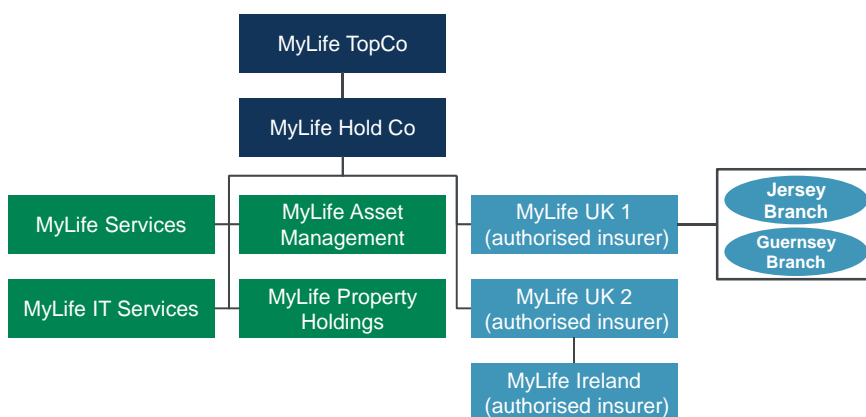 MyLife TopCo
MyLife Hold Co
MyLife Services
MyLife Asset
Management
MyLife UK 1
(authorised insurer)
Jersey
Branch
Guernsey
Branch
MyLife IT Services
MyLife Property
Holdings
MyLife UK 2
(authorised insurer)
MyLife Ireland
(authorised insurer)